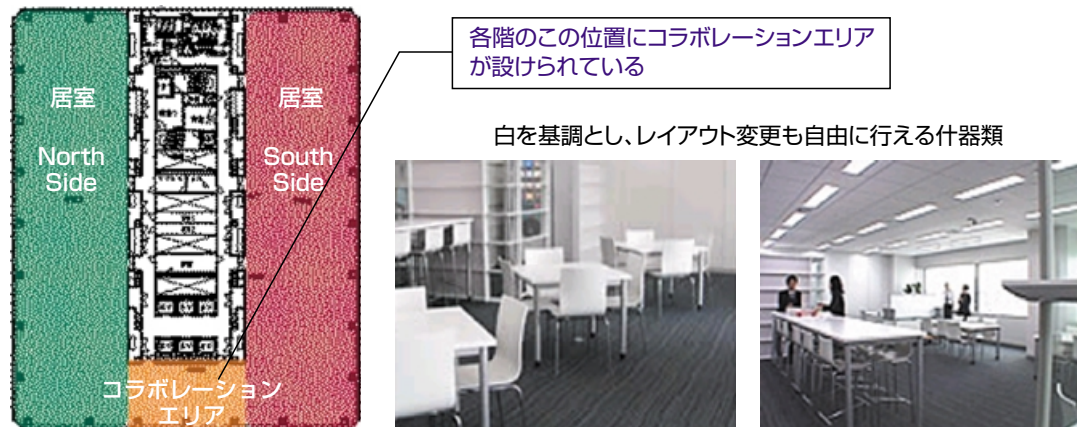 居室
North
Side
居室
South
Side
コラボレーション
エリア
各階のこの位置にコラボレーションエリア
が設けられている
白を基調とし、レイアウト変更も自由に行える什器類